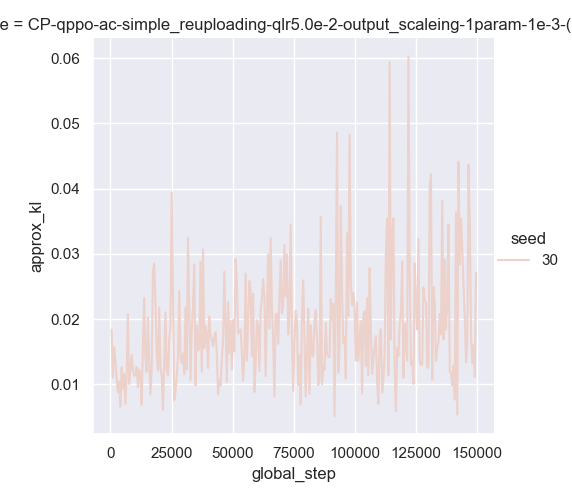 e = CP-qppo-ac-simple_reuploading-qlr5.0e-2-output_scaleing-1param-1e-3-(
0.06
0.05
0.04
0.03
0.02
0.01
approx_kl
0 25000 50000 75000 100000 125000 150000
global_step
seed
30